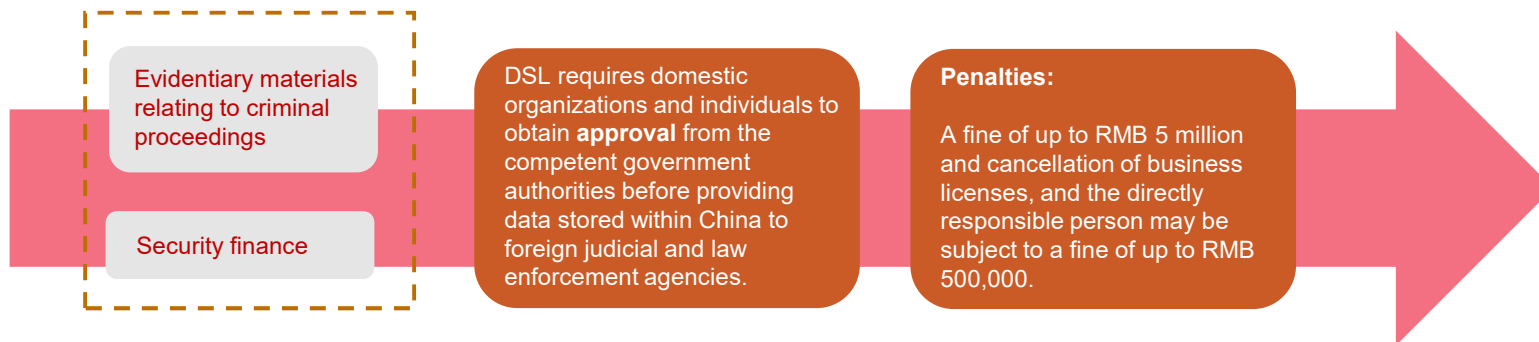 Evidentiary materials
relating to criminal
proceedings
Security finance
DSL requires domestic
organizations and individuals to
obtain approval from the
competent government
authorities before providing
data stored within China to
foreign judicial and law
enforcement agencies.
Penalties:
A fine of up to RMB 5 million
and cancellation of business
licenses, and the directly
responsible person may be
subject to a fine of up to RMB
500,000.